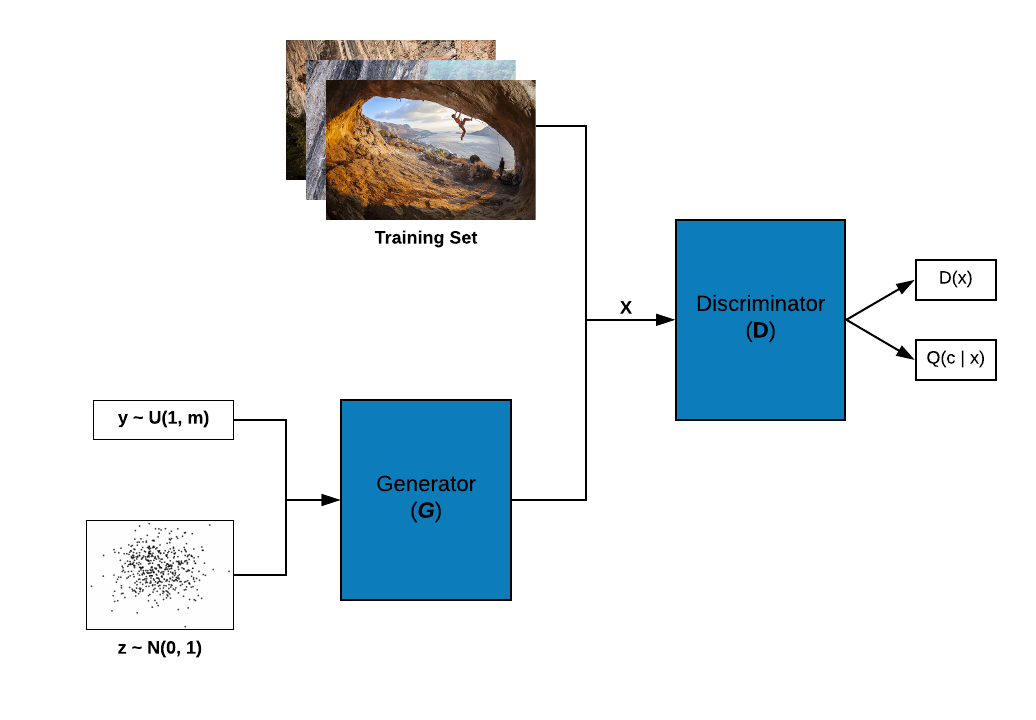 Training Set
X
Discriminator
(D)
D(x)
Q(c | x)
y ~ U(1, m)
Generator
(G)
z ~ N(0, 1)